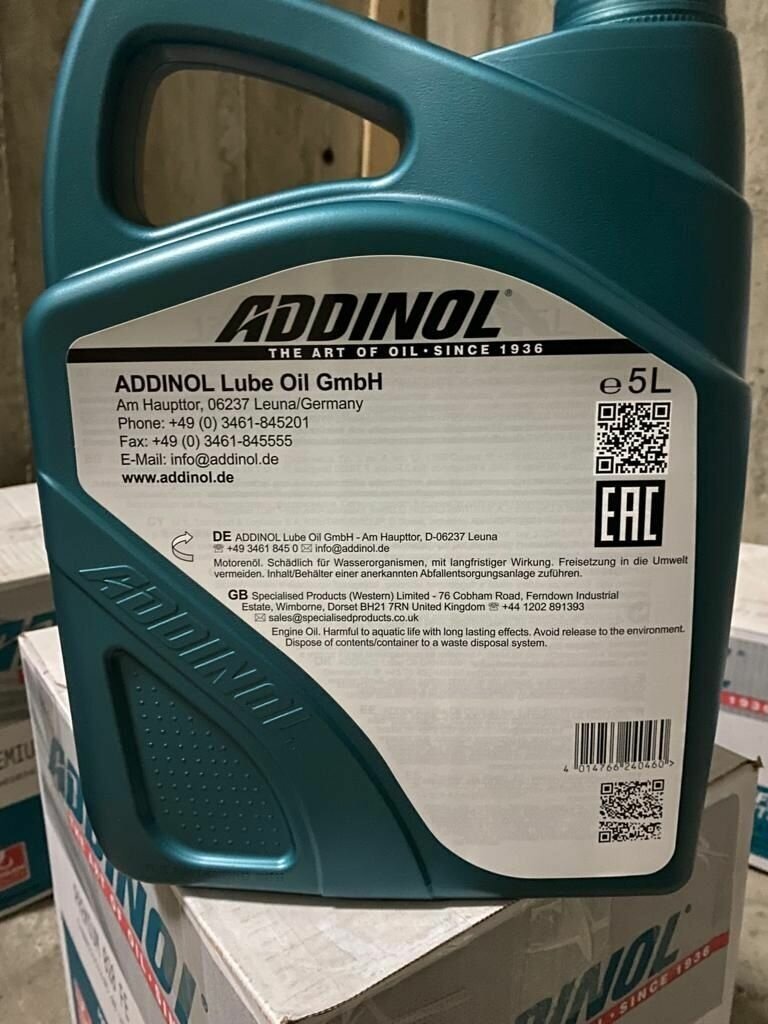 ADDINOL®
THE ART OF OIL · SINCE 1936
ADDINOL Lube Oil GmbH
Am Haupttor, 06237 Leuna/Germany
Phone: +49 (0) 3461-845201
Fax: +49 (0) 3461-845555
E-Mail: info@addinol.de
www.addinol.de
℮ 5L
EAC
DE ADDINOL Lube Oil GmbH - Am Haupttor, D-06237 Leuna
☏ +49 3461 845 0 ✉ info@addinol.de
Motorenöl. Schädlich für Wasserorganismen, mit langfristiger Wirkung. Freisetzung in die Umwelt
vermeiden. Inhalt/Behälter einer anerkannten Abfallentsorgungsanlage zuführen.
GB Specialised Products (Western) Limited - 76 Cobham Road, Ferndown Industrial
Estate, Wimborne, Dorset BH21 7RN United Kingdom ☏ +44 1202 891393
✉ sales@specialisedproducts.co.uk
Engine Oil. Harmful to aquatic life with long lasting effects. Avoid release to the environment.
Dispose of contents/container to a waste disposal system.
ADDINOL
4 014766 240460 >
ADDINOL
THE ART OF OIL
ADDINOL
SINCE 1936